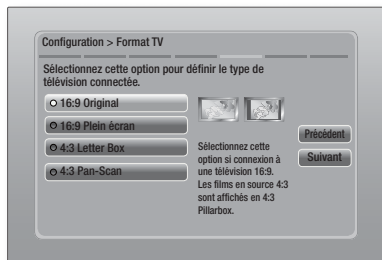 Configuration > Format TV
Sélectionnez cette option pour définir le type de
télévision connectée.
16:9 Original
16:9 Plein écran
4:3 Letter Box
4:3 Pan-Scan
Sélectionnez cette
option si connexion à
une télévision 16:9.
Les films en source 4:3
sont affichés en 4:3
Pillarbox.
Précédent
Suivant